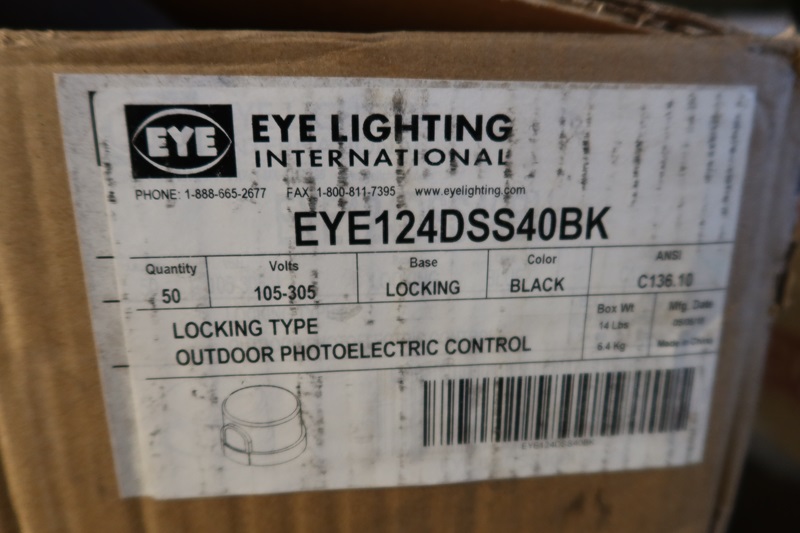 EYE
EYE LIGHTING
INTERNATIONAL
PHONE: 1-888-665-2677 FAX: 1-800-811-7395 www.eyelighting.com
EYE124DSS40BK
Quantity Volts Base Color ANSI
50 105-305 LOCKING BLACK C136.10
LOCKING TYPE
OUTDOOR PHOTOELECTRIC CONTROL
Box Wt Mfg. Date
14 Lbs
6.4 Kg Made in China
EYE124DSS40BK